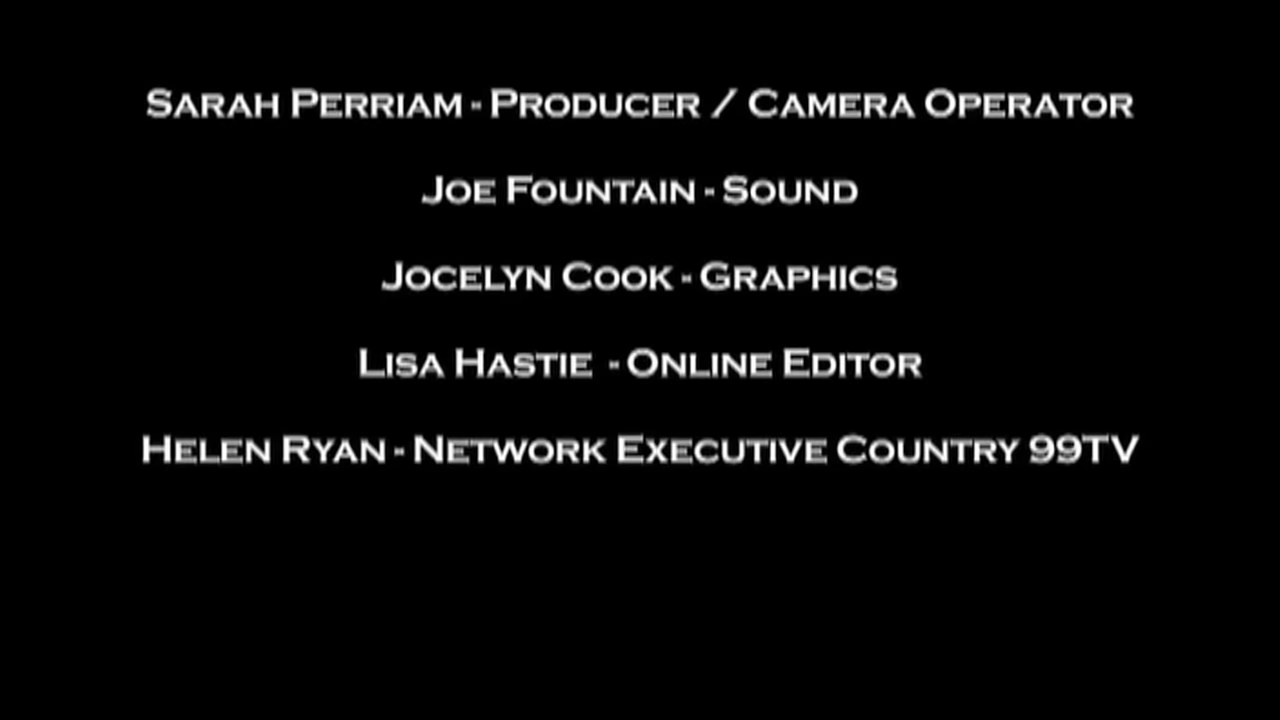 Sarah Perriam - Producer / Camera Operator
Joe Fountain - Sound
Jocelyn Cook - Graphics
Lisa Hastie - Online Editor
Helen Ryan - Network Executive Country 99TV